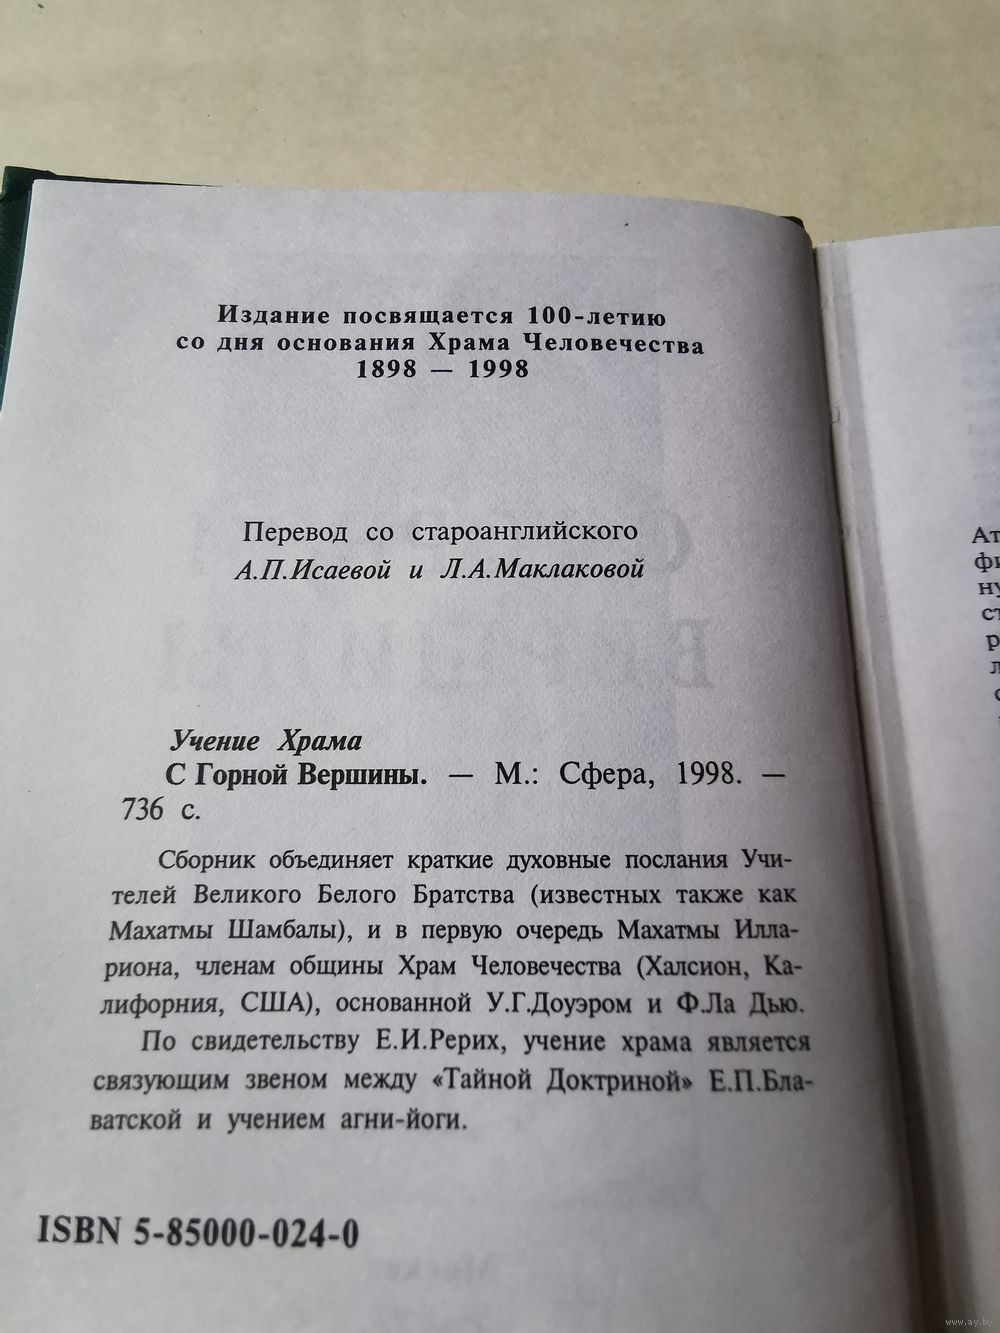 Издание посвящается 100-летию
со дня основания Храма Человечества
1898 — 1998
Перевод со староанглийского
А.П.Исаевой и Л.А.Маклаковой
Учение Храма
С Горной Вершины. — М.: Сфера, 1998. —
736 с.
Сборник объединяет краткие духовные послания Учи-
телей Великого Белого Братства (известных также как
Махатмы Шамбалы), и в первую очередь Махатмы Илла-
риона, членам общины Храм Человечества (Халсион, Ка-
лифорния, США), основанной У.Г.Доуэром и Ф.Ла Дью.
По свидетельству Е.И.Рерих, учение храма является
связующим звеном между «Тайной Доктриной» Е.П.Бла-
ватской и учением агни-йоги.
ISBN 5-85000-024-0
www.ay.by